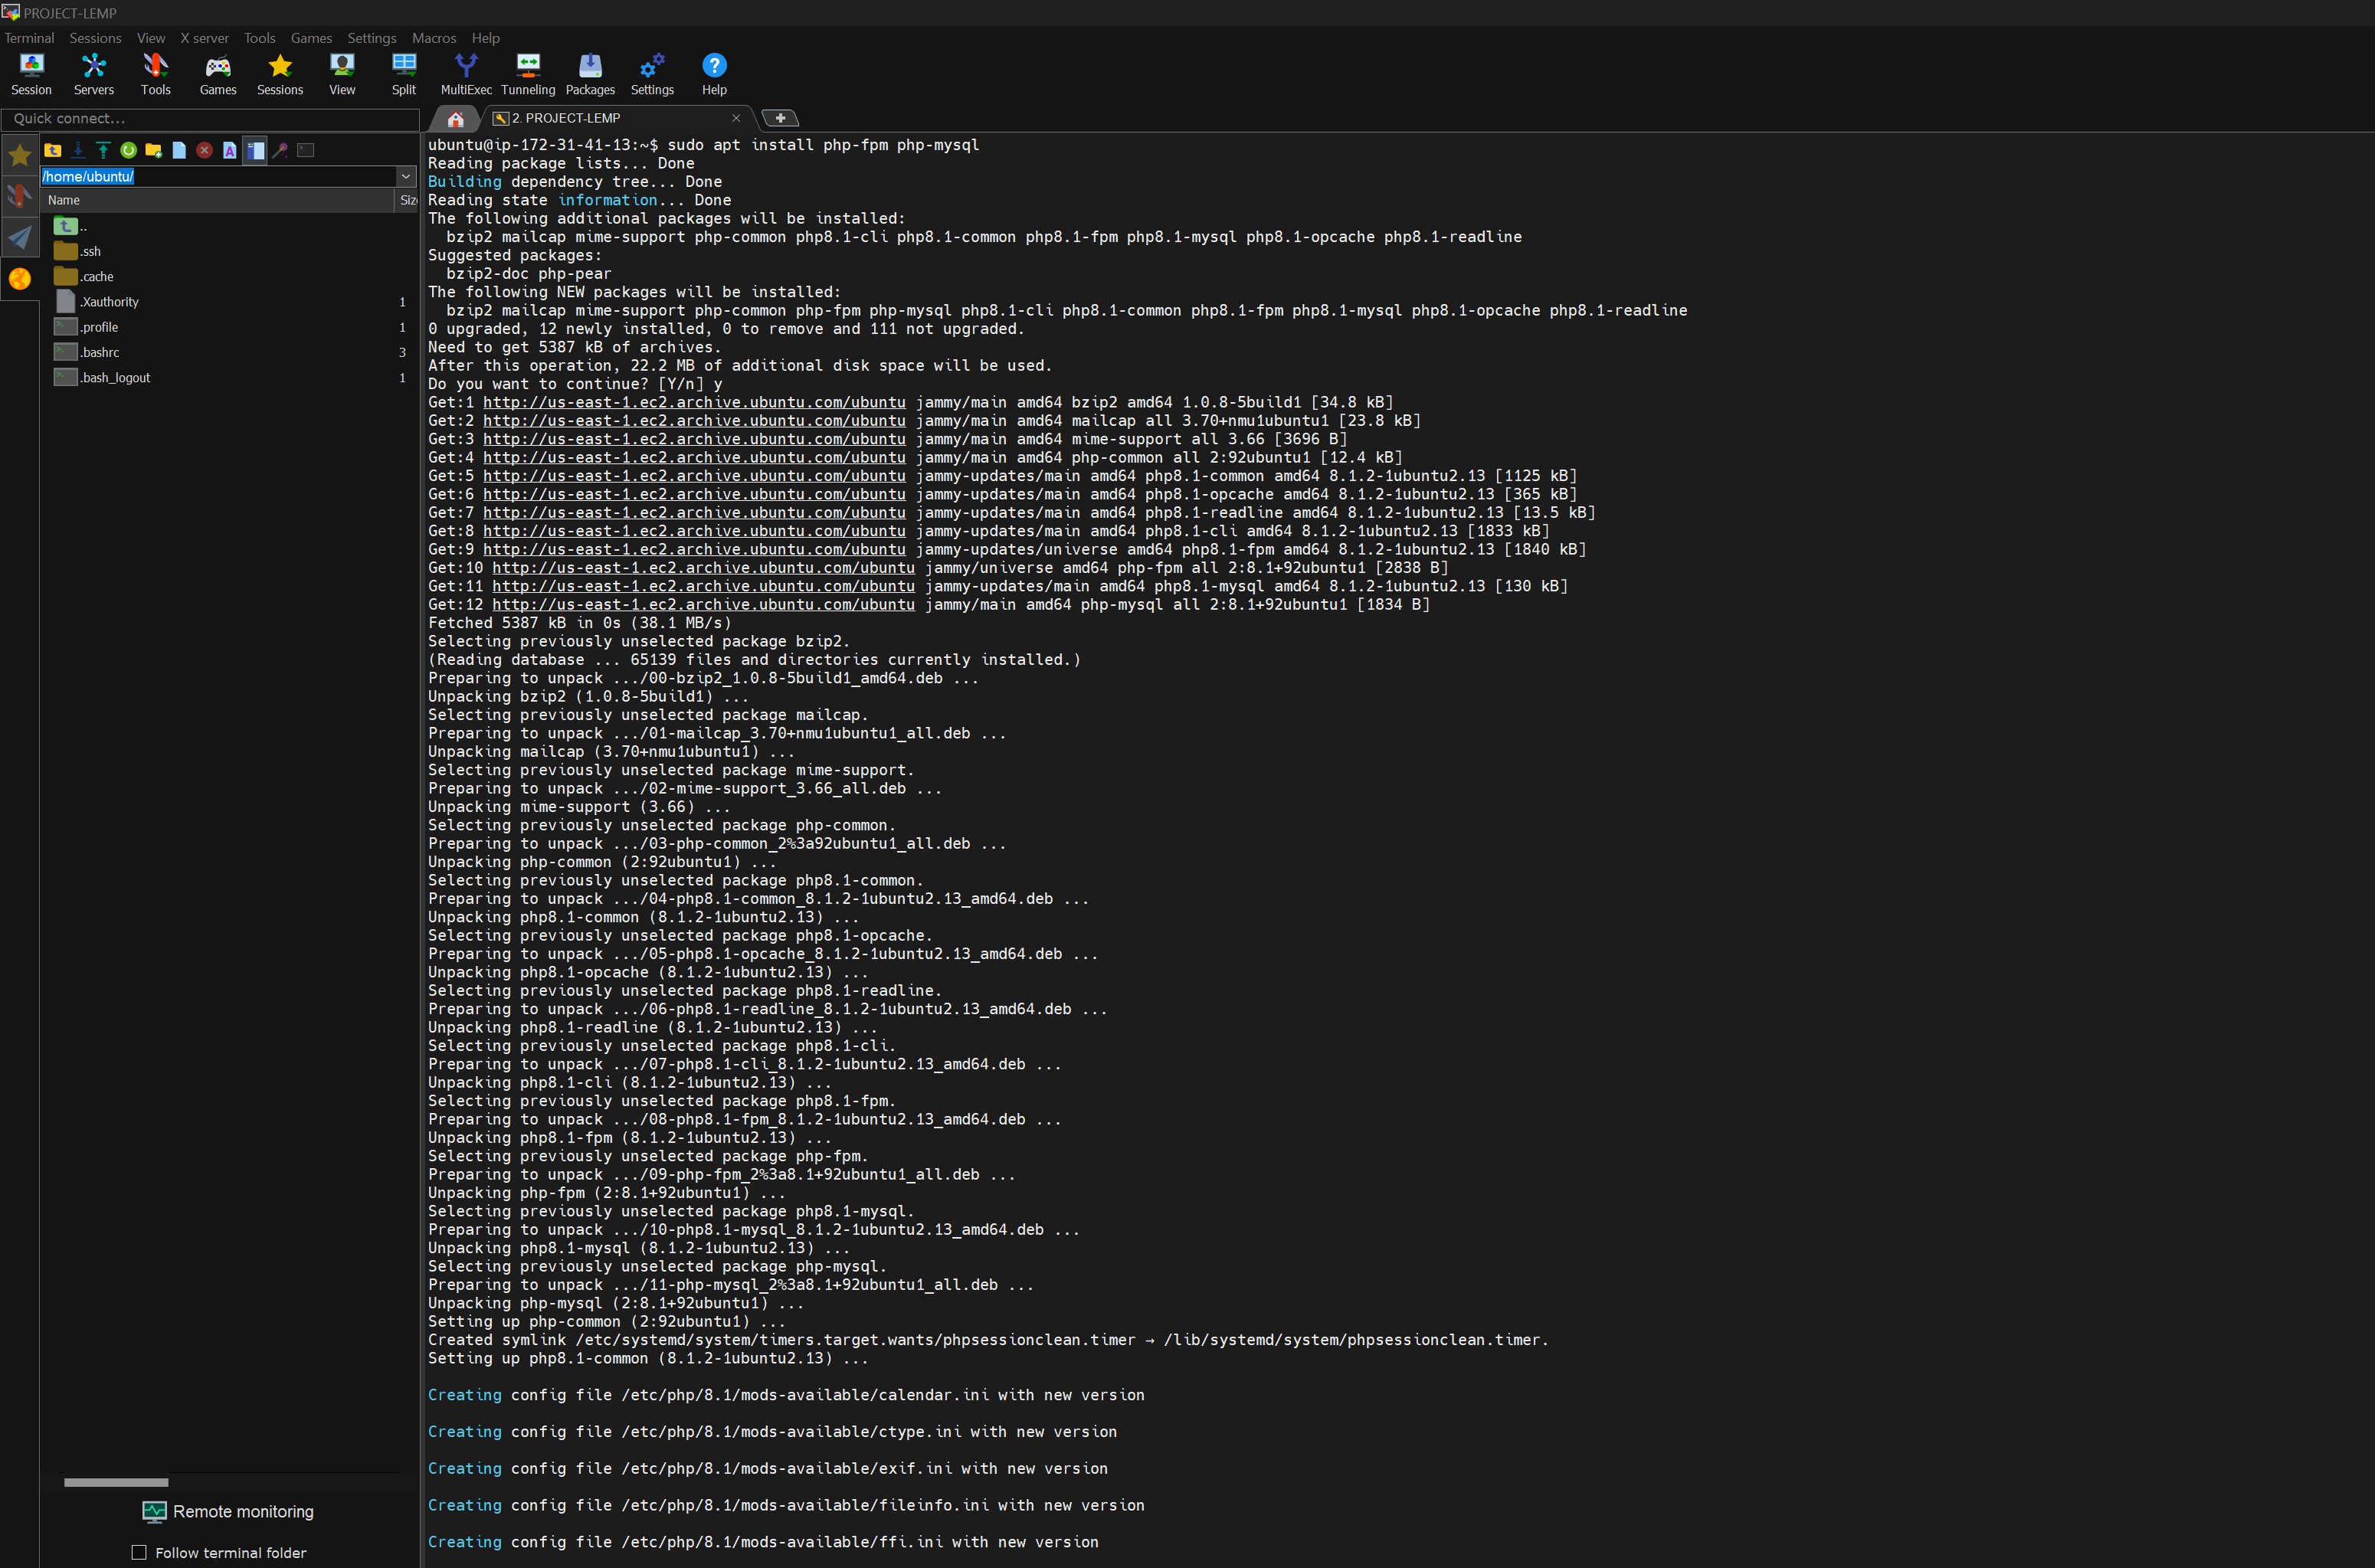 PROJECT-LEMP
Terminal Sessions View X server Tools Games Settings Macros Help
Session Servers Tools Games Sessions View Split MultiExec Tunneling Packages Settings Help
Quick connect...
2. PROJECT-LEMP
/home/ubuntu/
Name Siz
..
.ssh
.cache
.Xauthority 1
.profile 1
.bashrc 3
.bash_logout 1
Remote monitoring
Follow terminal folder
ubuntu@ip-172-31-41-13:~$ sudo apt install php-fpm php-mysql
Reading package lists... Done
Building dependency tree... Done
Reading state information... Done
The following additional packages will be installed:
bzip2 mailcap mime-support php-common php8.1-cli php8.1-common php8.1-fpm php8.1-mysql php8.1-opcache php8.1-readline
Suggested packages:
bzip2-doc php-pear
The following NEW packages will be installed:
bzip2 mailcap mime-support php-common php-fpm php-mysql php8.1-cli php8.1-common php8.1-fpm php8.1-mysql php8.1-opcache php8.1-readline
0 upgraded, 12 newly installed, 0 to remove and 111 not upgraded.
Need to get 5387 kB of archives.
After this operation, 22.2 MB of additional disk space will be used.
Do you want to continue? [Y/n] y
Get:1 http://us-east-1.ec2.archive.ubuntu.com/ubuntu jammy/main amd64 bzip2 amd64 1.0.8-5build1 [34.8 kB]
Get:2 http://us-east-1.ec2.archive.ubuntu.com/ubuntu jammy/main amd64 mailcap all 3.70+nmu1ubuntu1 [23.8 kB]
Get:3 http://us-east-1.ec2.archive.ubuntu.com/ubuntu jammy/main amd64 mime-support all 3.66 [3696 B]
Get:4 http://us-east-1.ec2.archive.ubuntu.com/ubuntu jammy/main amd64 php-common all 2:92ubuntu1 [12.4 kB]
Get:5 http://us-east-1.ec2.archive.ubuntu.com/ubuntu jammy-updates/main amd64 php8.1-common amd64 8.1.2-1ubuntu2.13 [1125 kB]
Get:6 http://us-east-1.ec2.archive.ubuntu.com/ubuntu jammy-updates/main amd64 php8.1-opcache amd64 8.1.2-1ubuntu2.13 [365 kB]
Get:7 http://us-east-1.ec2.archive.ubuntu.com/ubuntu jammy-updates/main amd64 php8.1-readline amd64 8.1.2-1ubuntu2.13 [13.5 kB]
Get:8 http://us-east-1.ec2.archive.ubuntu.com/ubuntu jammy-updates/main amd64 php8.1-cli amd64 8.1.2-1ubuntu2.13 [1833 kB]
Get:9 http://us-east-1.ec2.archive.ubuntu.com/ubuntu jammy-updates/universe amd64 php8.1-fpm amd64 8.1.2-1ubuntu2.13 [1840 kB]
Get:10 http://us-east-1.ec2.archive.ubuntu.com/ubuntu jammy/universe amd64 php-fpm all 2:8.1+92ubuntu1 [2838 B]
Get:11 http://us-east-1.ec2.archive.ubuntu.com/ubuntu jammy-updates/main amd64 php8.1-mysql amd64 8.1.2-1ubuntu2.13 [130 kB]
Get:12 http://us-east-1.ec2.archive.ubuntu.com/ubuntu jammy/main amd64 php-mysql all 2:8.1+92ubuntu1 [1834 B]
Fetched 5387 kB in 0s (38.1 MB/s)
Selecting previously unselected package bzip2.
(Reading database ... 65139 files and directories currently installed.)
Preparing to unpack .../00-bzip2_1.0.8-5build1_amd64.deb ...
Unpacking bzip2 (1.0.8-5build1) ...
Selecting previously unselected package mailcap.
Preparing to unpack .../01-mailcap_3.70+nmu1ubuntu1_all.deb ...
Unpacking mailcap (3.70+nmu1ubuntu1) ...
Selecting previously unselected package mime-support.
Preparing to unpack .../02-mime-support_3.66_all.deb ...
Unpacking mime-support (3.66) ...
Selecting previously unselected package php-common.
Preparing to unpack .../03-php-common_2%3a92ubuntu1_all.deb ...
Unpacking php-common (2:92ubuntu1) ...
Selecting previously unselected package php8.1-common.
Preparing to unpack .../04-php8.1-common_8.1.2-1ubuntu2.13_amd64.deb ...
Unpacking php8.1-common (8.1.2-1ubuntu2.13) ...
Selecting previously unselected package php8.1-opcache.
Preparing to unpack .../05-php8.1-opcache_8.1.2-1ubuntu2.13_amd64.deb ...
Unpacking php8.1-opcache (8.1.2-1ubuntu2.13) ...
Selecting previously unselected package php8.1-readline.
Preparing to unpack .../06-php8.1-readline_8.1.2-1ubuntu2.13_amd64.deb ...
Unpacking php8.1-readline (8.1.2-1ubuntu2.13) ...
Selecting previously unselected package php8.1-cli.
Preparing to unpack .../07-php8.1-cli_8.1.2-1ubuntu2.13_amd64.deb ...
Unpacking php8.1-cli (8.1.2-1ubuntu2.13) ...
Selecting previously unselected package php8.1-fpm.
Preparing to unpack .../08-php8.1-fpm_8.1.2-1ubuntu2.13_amd64.deb ...
Unpacking php8.1-fpm (8.1.2-1ubuntu2.13) ...
Selecting previously unselected package php-fpm.
Preparing to unpack .../09-php-fpm_2%3a8.1+92ubuntu1_all.deb ...
Unpacking php-fpm (2:8.1+92ubuntu1) ...
Selecting previously unselected package php8.1-mysql.
Preparing to unpack .../10-php8.1-mysql_8.1.2-1ubuntu2.13_amd64.deb ...
Unpacking php8.1-mysql (8.1.2-1ubuntu2.13) ...
Selecting previously unselected package php-mysql.
Preparing to unpack .../11-php-mysql_2%3a8.1+92ubuntu1_all.deb ...
Unpacking php-mysql (2:8.1+92ubuntu1) ...
Setting up php-common (2:92ubuntu1) ...
Created symlink /etc/systemd/system/timers.target.wants/phpsessionclean.timer → /lib/systemd/system/phpsessionclean.timer.
Setting up php8.1-common (8.1.2-1ubuntu2.13) ...
Creating config file /etc/php/8.1/mods-available/calendar.ini with new version
Creating config file /etc/php/8.1/mods-available/ctype.ini with new version
Creating config file /etc/php/8.1/mods-available/exif.ini with new version
Creating config file /etc/php/8.1/mods-available/fileinfo.ini with new version
Creating config file /etc/php/8.1/mods-available/ffi.ini with new version